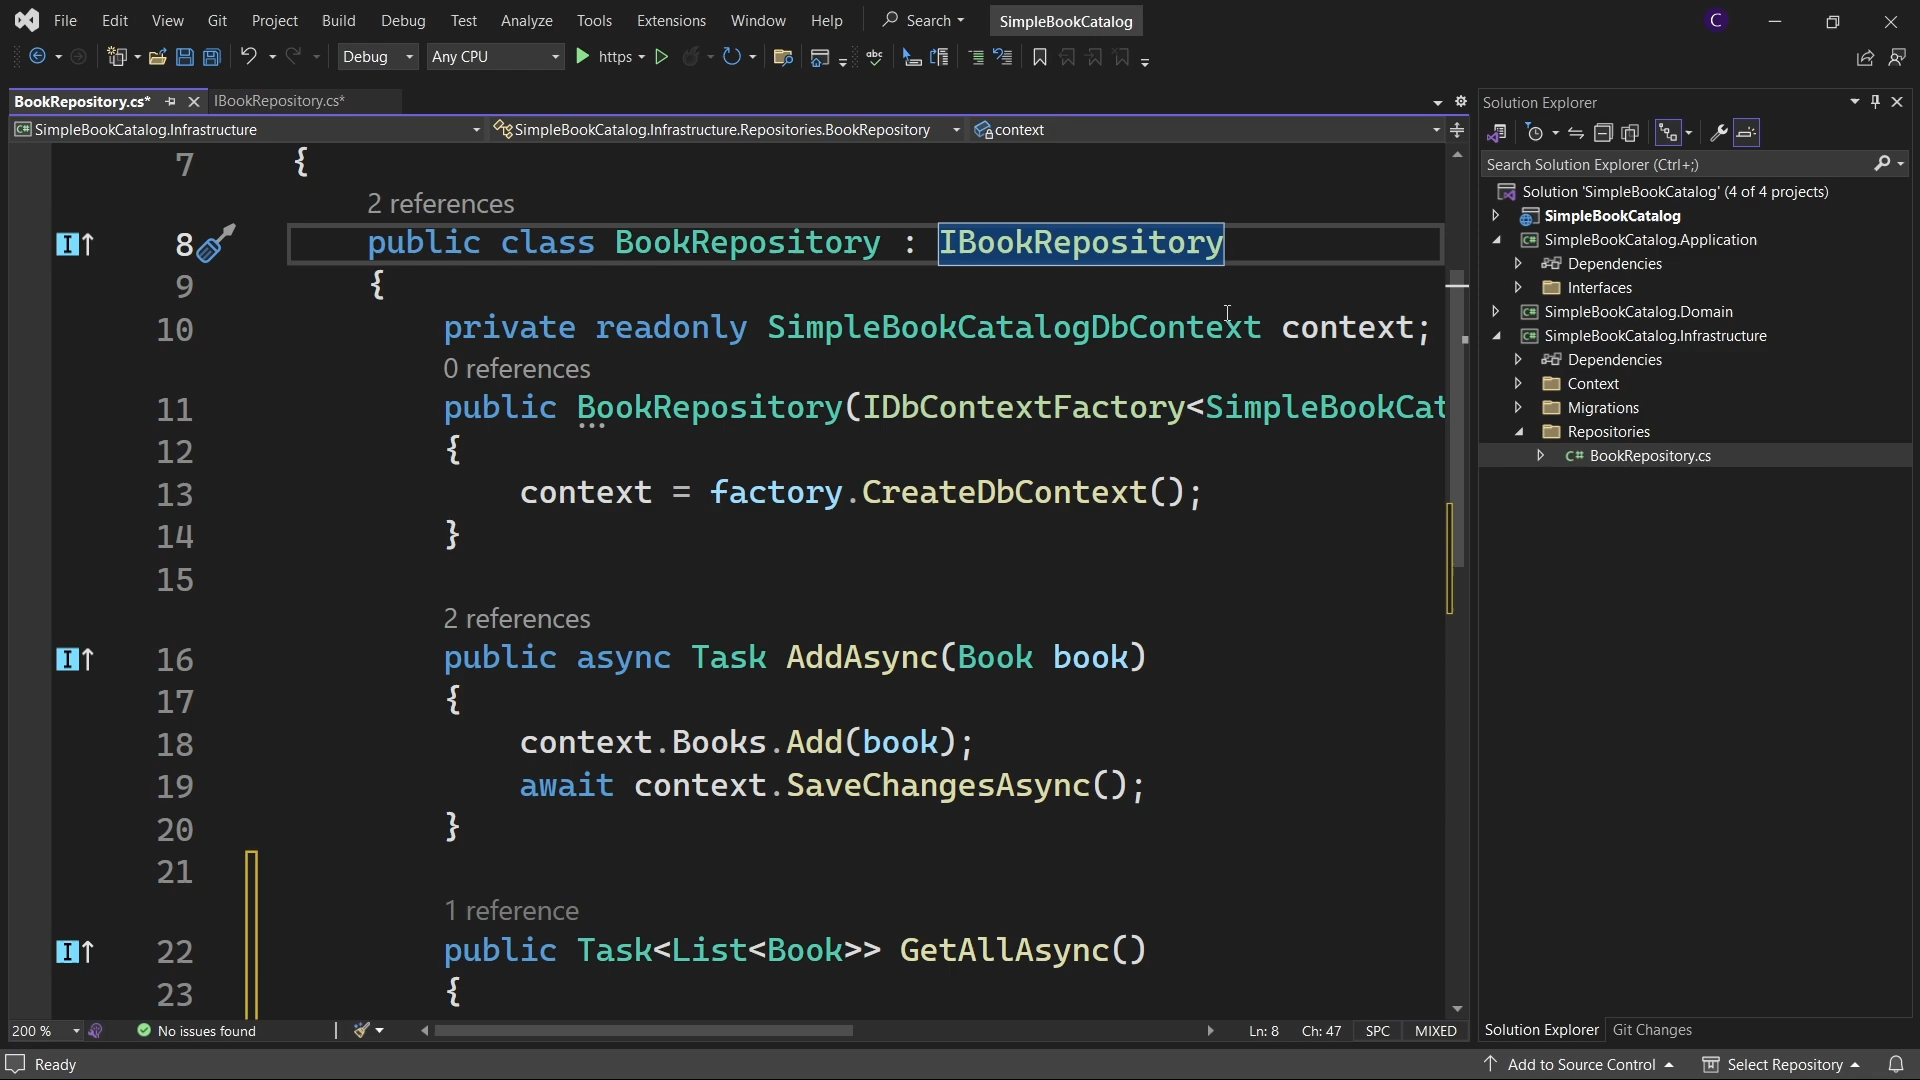 File Edit View Git Project Build Debug Test Analyze Tools Extensions Window Help Search SimpleBookCatalog C
Debug Any CPU https abc
BookRepository.cs* IBookRepository.cs*
C# SimpleBookCatalog.Infrastructure SimpleBookCatalog.Infrastructure.Repositories.BookRepository context
7 {
2 references
8 public class BookRepository : IBookRepository
9 {
10 private readonly SimpleBookCatalogDbContext context;
0 references
11 public BookRepository(IDbContextFactory<SimpleBookCat
12 {
13 context = factory.CreateDbContext();
14 }
15
2 references
16 public async Task AddAsync(Book book)
17 {
18 context.Books.Add(book);
19 await context.SaveChangesAsync();
20 }
21
1 reference
22 public Task<List<Book>> GetAllAsync()
23 {
200 % No issues found Ln: 8 Ch: 47 SPC MIXED
Solution Explorer
Search Solution Explorer (Ctrl+;)
Solution 'SimpleBookCatalog' (4 of 4 projects)
SimpleBookCatalog
C# SimpleBookCatalog.Application
Dependencies
Interfaces
C# SimpleBookCatalog.Domain
C# SimpleBookCatalog.Infrastructure
Dependencies
Context
Migrations
Repositories
C# BookRepository.cs
Solution Explorer Git Changes
Ready Add to Source Control Select Repository